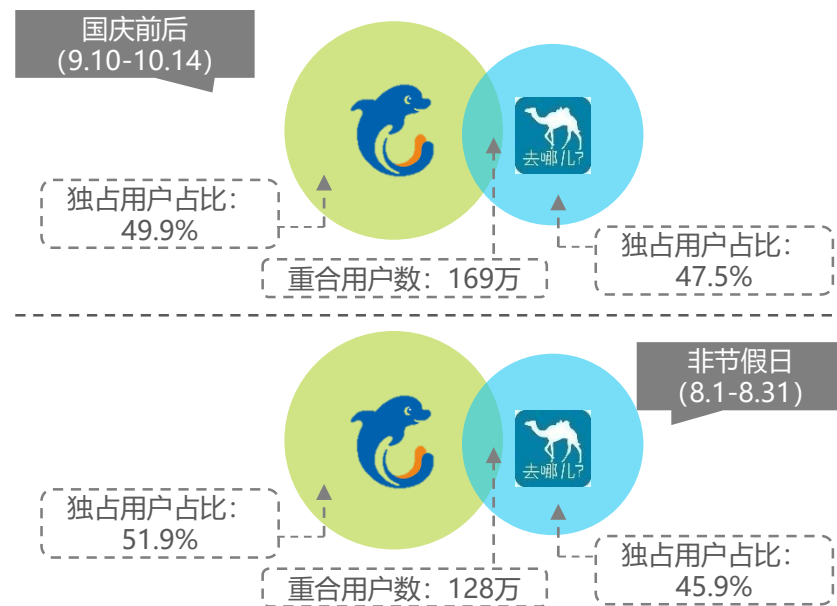 国庆前后
（9.10-10.14）
去哪儿?
独占用户占比：
49.9%
重合用户数：169万
独占用户占比：
47.5%
非节假日
（8.1-8.31）
去哪儿?
独占用户占比：
51.9%
重合用户数：128万
独占用户占比：
45.9%